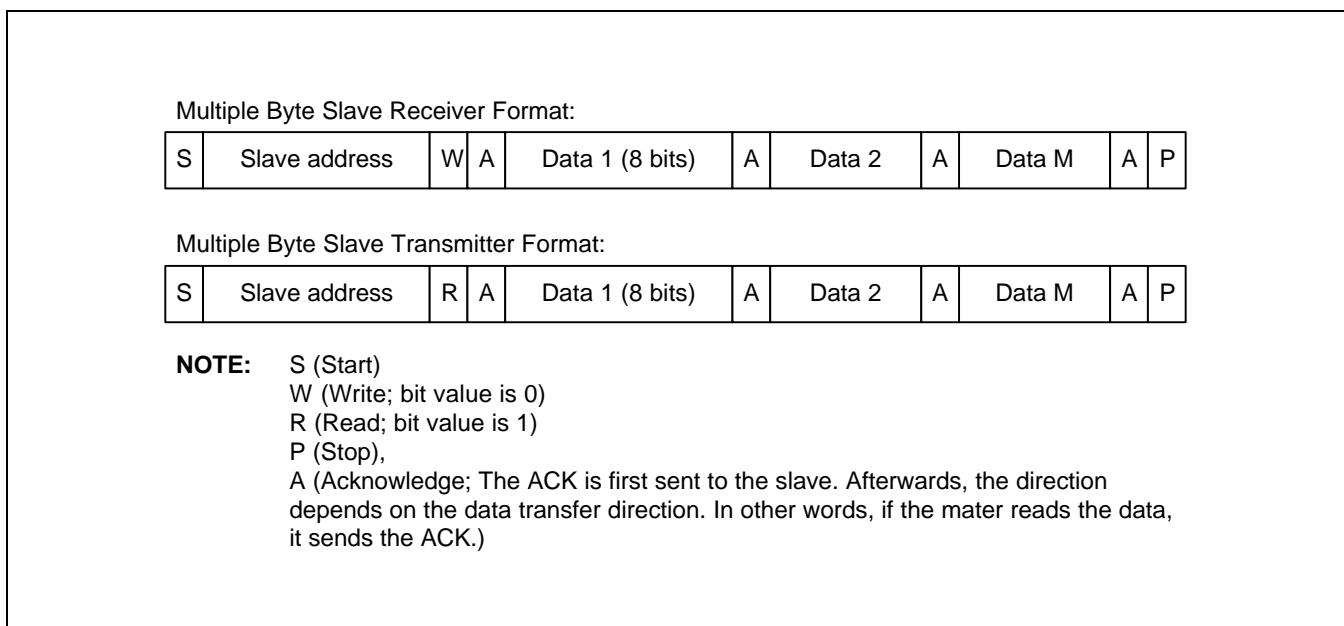 Multiple Byte Slave Receiver Format:
S Slave address W A Data 1 (8 bits) A Data 2 A Data M A P
Multiple Byte Slave Transmitter Format:
S Slave address R A Data 1 (8 bits) A Data 2 A Data M A P
NOTE: S (Start)
W (Write; bit value is 0)
R (Read; bit value is 1)
P (Stop),
A (Acknowledge; The ACK is first sent to the slave. Afterwards, the direction
depends on the data transfer direction. In other words, if the mater reads the data,
it sends the ACK.)